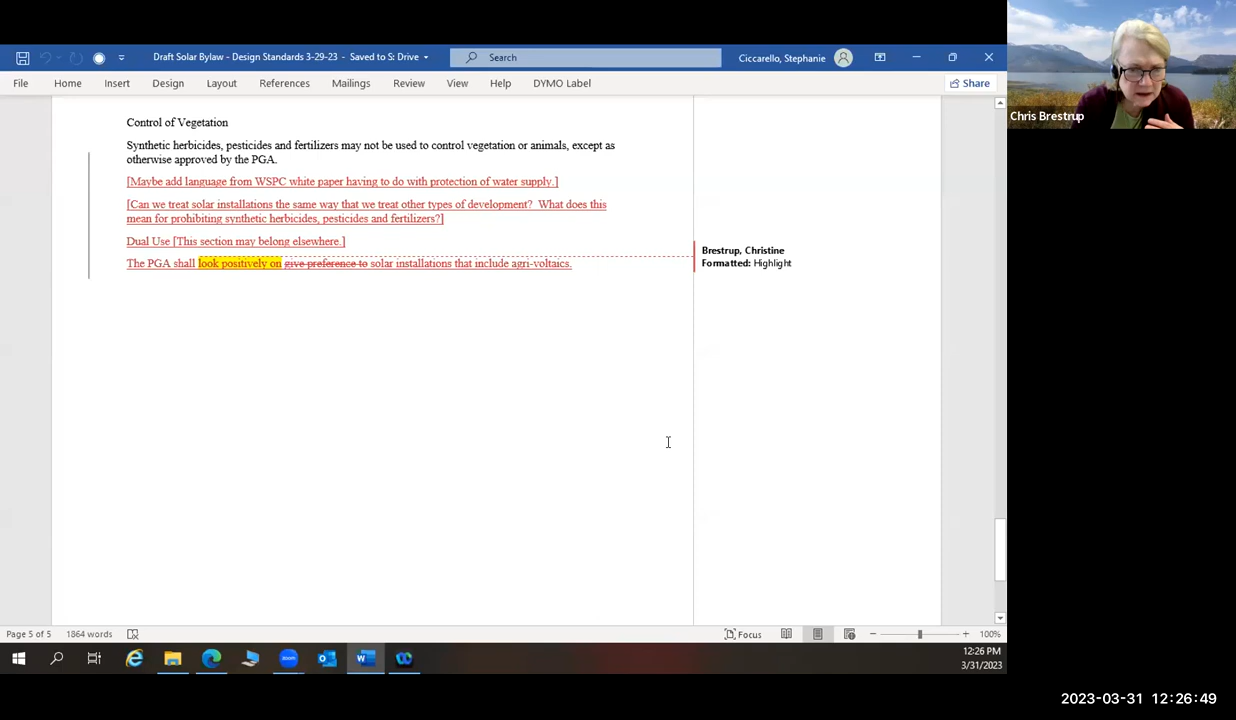 Draft Solar Bylaw - Design Standards 3-29-23 - Saved to S: Drive
Search
Ciccarello, Stephanie
File Home Insert Design Layout References Mailings Review View Help DYMO Label Share
Chris Brestrup
Control of Vegetation
Synthetic herbicides, pesticides and fertilizers may not be used to control vegetation or animals, except as
otherwise approved by the PGA.
[Maybe add language from WSPC white paper having to do with protection of water supply.]
[Can we treat solar installations the same way that we treat other types of development? What does this
mean for prohibiting synthetic herbicides, pesticides and fertilizers?]
Dual Use [This section may belong elsewhere.]
The PGA shall look positively on give preference to solar installations that include agri-voltaics.
Brestrup, Christine
Formatted: Highlight
Page 5 of 5 1864 words
Focus
100%
zoom
12:26 PM
3/31/2023
2023-03-31 12:26:49